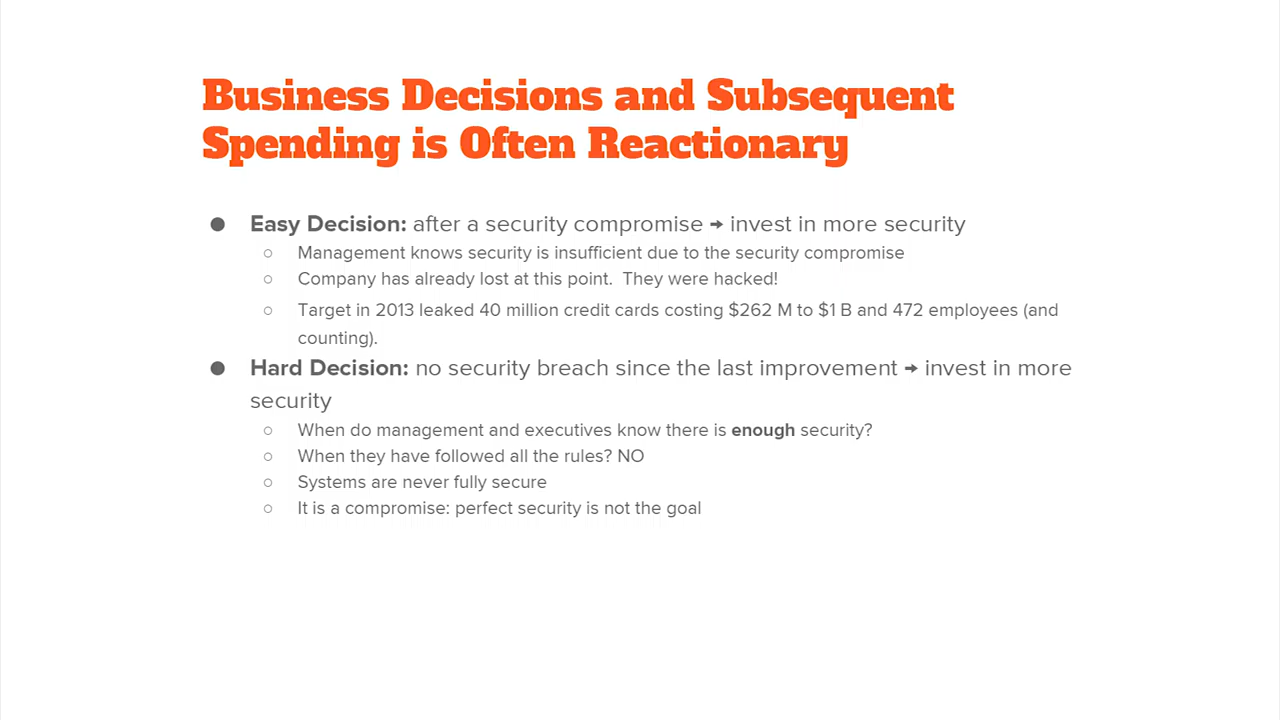 Business Decisions and Subsequent
Spending is Often Reactionary
● Easy Decision: after a security compromise → invest in more security
○ Management knows security is insufficient due to the security compromise
○ Company has already lost at this point.  They were hacked!
○ Target in 2013 leaked 40 million credit cards costing $262 M to $1 B and 472 employees (and
counting).
● Hard Decision: no security breach since the last improvement → invest in more
security
○ When do management and executives know there is enough security?
○ When they have followed all the rules? NO
○ Systems are never fully secure
○ It is a compromise: perfect security is not the goal